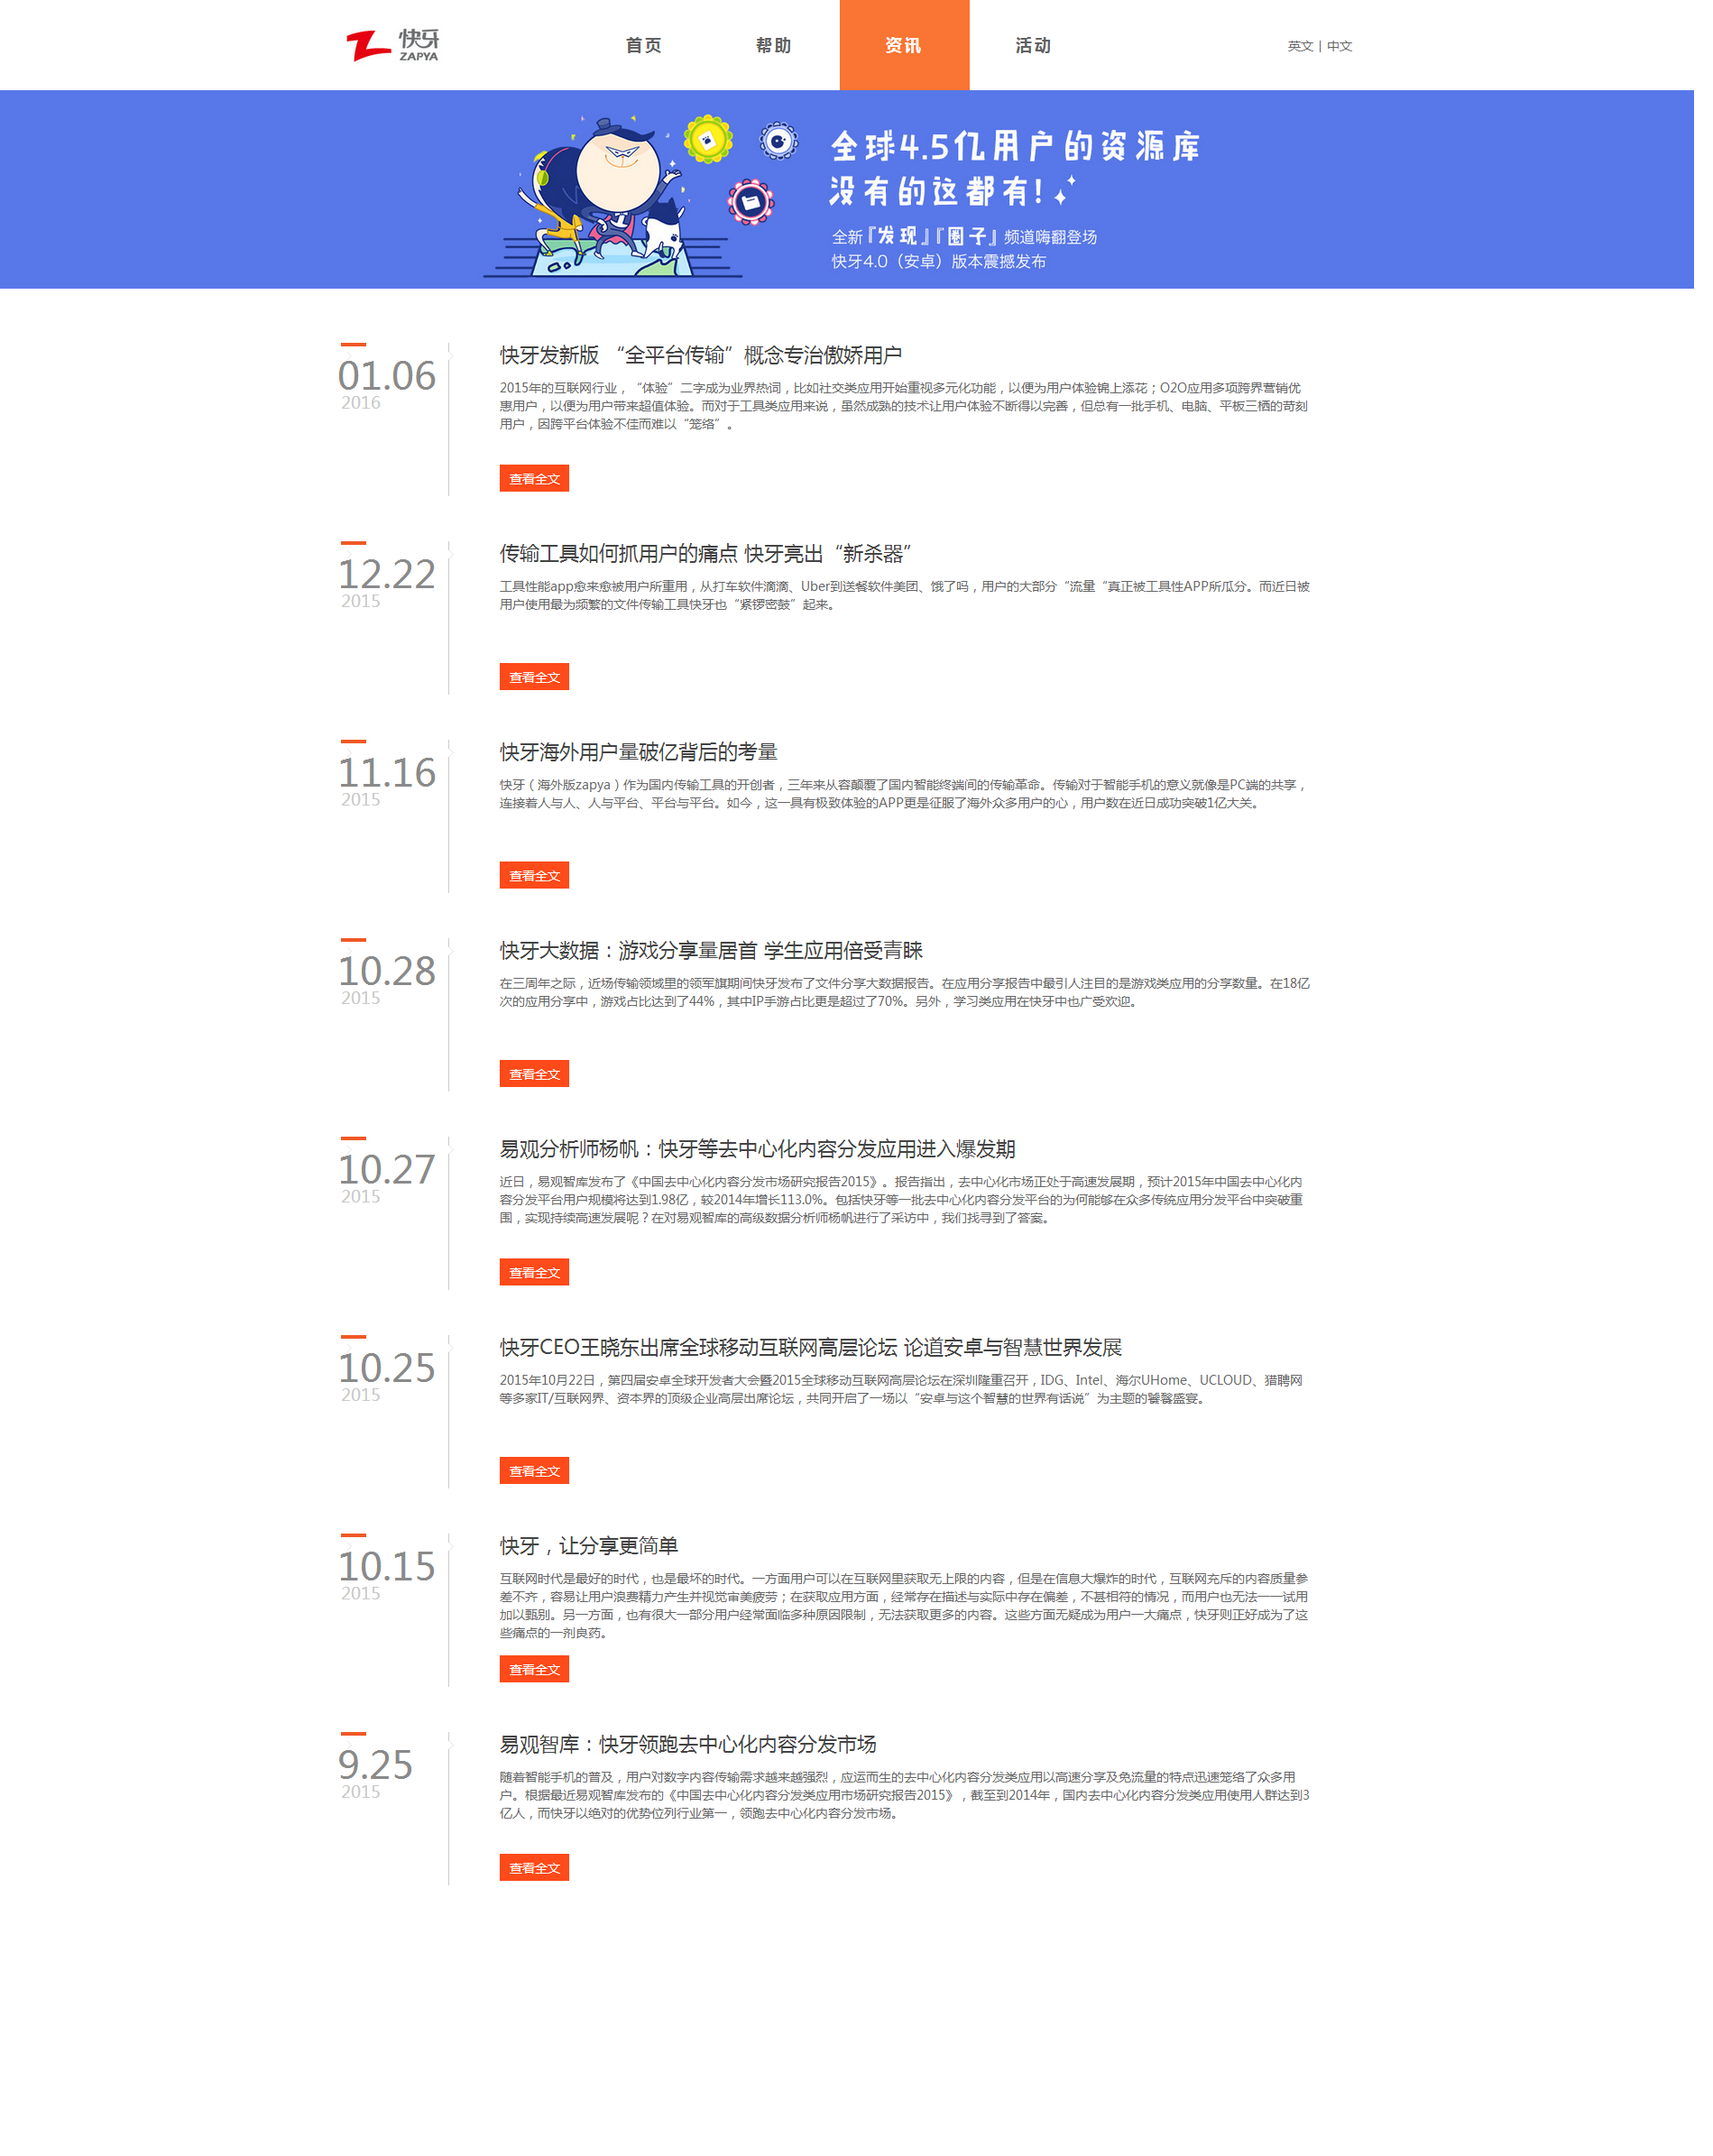 快牙
ZAPYA
首页
帮助
资讯
活动
英文 | 中文
全球4.5亿用户的资源库
没有的这都有!
全新『发现』『圈子』频道嗨翻登场
快牙4.0（安卓）版本震撼发布
01.06
2016
快牙发新版 “全平台传输”概念专治傲娇用户
2015年的互联网行业，“体验”二字成为业界热词，比如社交类应用开始重视多元化功能，以便为用户体验锦上添花；O2O应用多项跨界营销优
惠用户，以便为用户带来超值体验。而对于工具类应用来说，虽然成熟的技术让用户体验不断得以完善，但总有一批手机、电脑、平板三栖的苛刻
用户，因跨平台体验不佳而难以“笼络”。
查看全文
12.22
2015
传输工具如何抓用户的痛点 快牙亮出“新杀器”
工具性能app愈来愈被用户所重用，从打车软件滴滴、Uber到送餐软件美团、饿了吗，用户的大部分“流量“真正被工具性APP所瓜分。而近日被
用户使用最为频繁的文件传输工具快牙也“紧锣密鼓”起来。
查看全文
11.16
2015
快牙海外用户量破亿背后的考量
快牙（海外版zapya）作为国内传输工具的开创者，三年来从容颠覆了国内智能终端间的传输革命。传输对于智能手机的意义就像是PC端的共享，
连接着人与人、人与平台、平台与平台。如今，这一具有极致体验的APP更是征服了海外众多用户的心，用户数在近日成功突破1亿大关。
查看全文
10.28
2015
快牙大数据：游戏分享量居首 学生应用倍受青睐
在三周年之际，近场传输领域里的领军旗期间快牙发布了文件分享大数据报告。在应用分享报告中最引人注目的是游戏类应用的分享数量。在18亿
次的应用分享中，游戏占比达到了44%，其中IP手游占比更是超过了70%。另外，学习类应用在快牙中也广受欢迎。
查看全文
10.27
2015
易观分析师杨帆：快牙等去中心化内容分发应用进入爆发期
近日，易观智库发布了《中国去中心化内容分发市场研究报告2015》。报告指出，去中心化市场正处于高速发展期，预计2015年中国去中心化内
容分发平台用户规模将达到1.98亿，较2014年增长113.0%。包括快牙等一批去中心化内容分发平台的为何能够在众多传统应用分发平台中突破重
围，实现持续高速发展呢？在对易观智库的高级数据分析师杨帆进行了采访中，我们找寻到了答案。
查看全文
10.25
2015
快牙CEO王晓东出席全球移动互联网高层论坛 论道安卓与智慧世界发展
2015年10月22日，第四届安卓全球开发者大会暨2015全球移动互联网高层论坛在深圳隆重召开，IDG、Intel、海尔UHome、UCLOUD、猎聘网
等多家IT/互联网界、资本界的顶级企业高层出席论坛，共同开启了一场以“安卓与这个智慧的世界有话说”为主题的饕餮盛宴。
查看全文
10.15
2015
快牙，让分享更简单
互联网时代是最好的时代，也是最坏的时代。一方面用户可以在互联网里获取无上限的内容，但是在信息大爆炸的时代，互联网充斥的内容质量参
差不齐，容易让用户浪费精力产生并视觉审美疲劳；在获取应用方面，经常存在描述与实际中存在偏差，不甚相符的情况，而用户也无法一一试用
加以甄别。另一方面，也有很大一部分用户经常面临多种原因限制，无法获取更多的内容。这些方面无疑成为用户一大痛点，快牙则正好成为了这
些痛点的一剂良药。
查看全文
9.25
2015
易观智库：快牙领跑去中心化内容分发市场
随着智能手机的普及，用户对数字内容传输需求越来越强烈，应运而生的去中心化内容分发类应用以高速分享及免流量的特点迅速笼络了众多用
户。根据最近易观智库发布的《中国去中心化内容分发类应用市场研究报告2015》，截至到2014年，国内去中心化内容分发类应用使用人群达到3
亿人，而快牙以绝对的优势位列行业第一，领跑去中心化内容分发市场。
查看全文